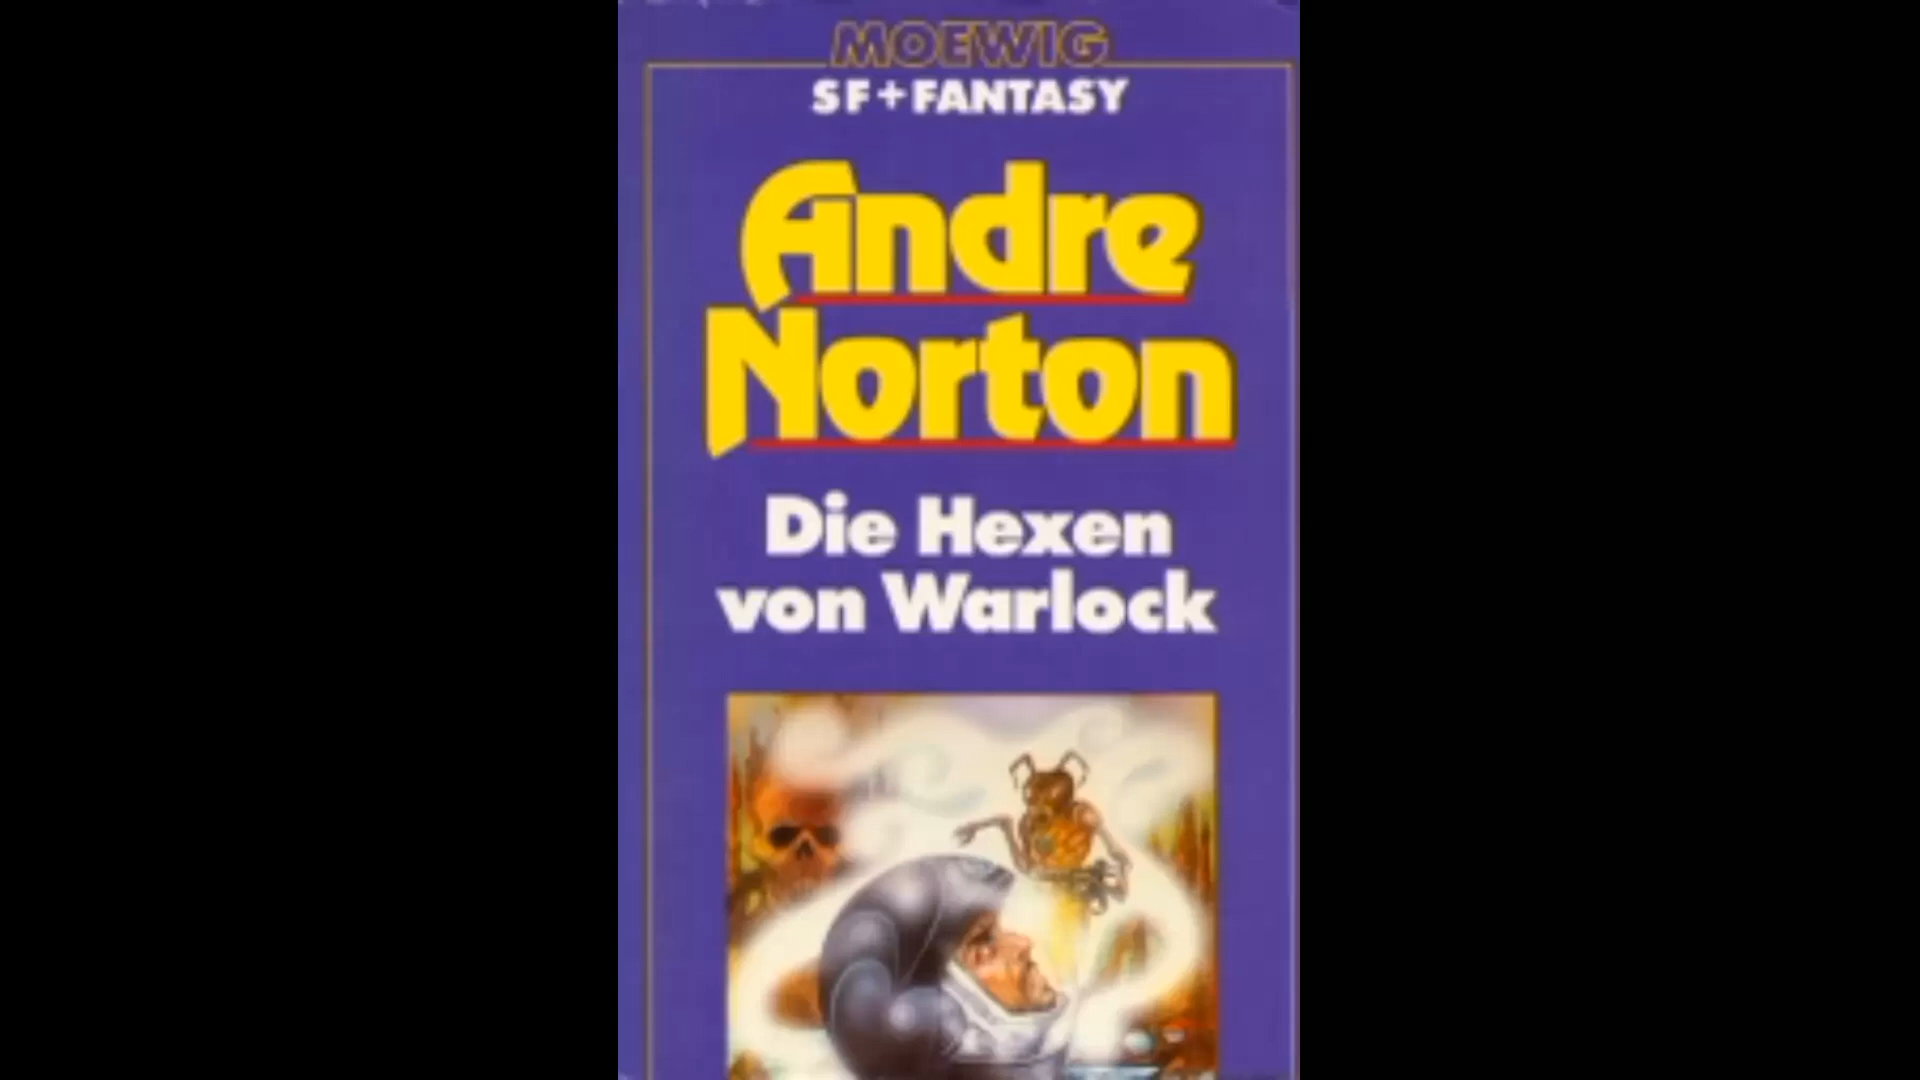 MOEWIG
SF+FANTASY
Andre
Norton
Die Hexen
von Warlock